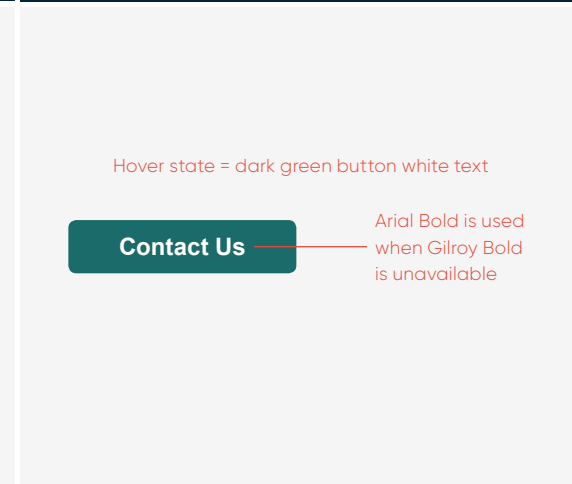 Hover state = dark green button white text
Contact Us
Arial Bold is used
when Gilroy Bold
is unavailable